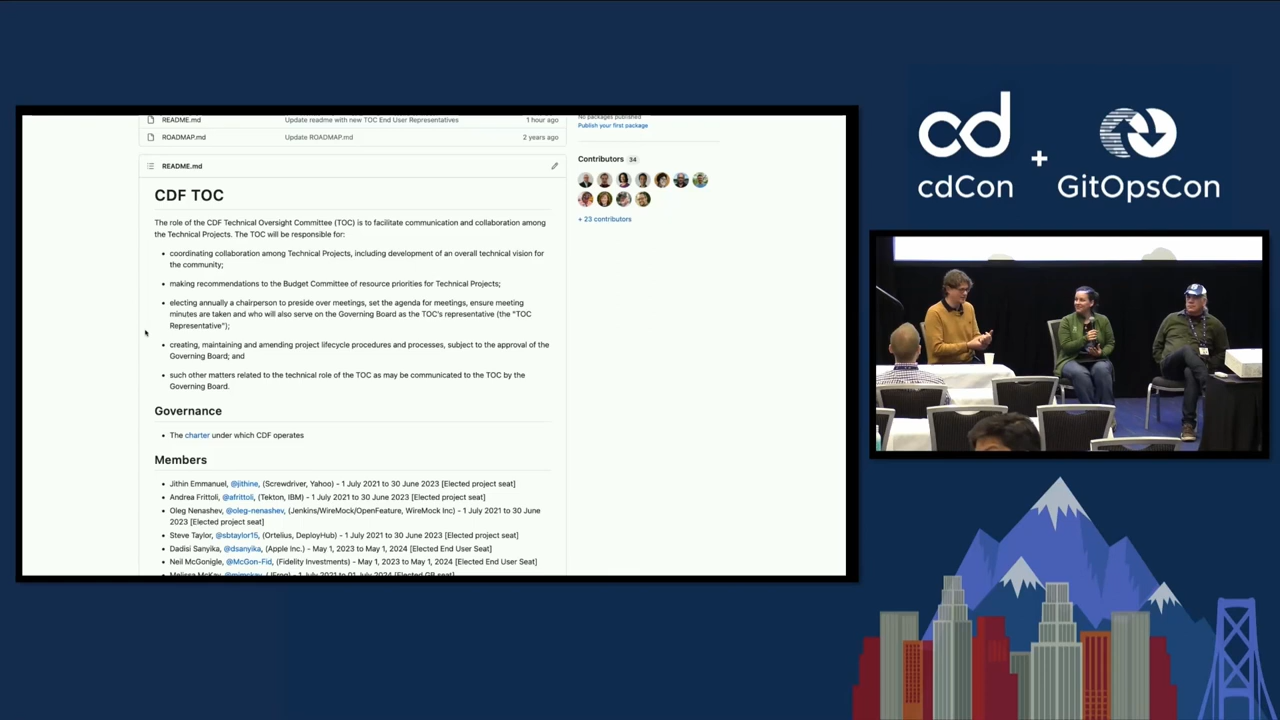 README.md
Update readme with new TOC End User Representatives
1 hour ago
ROADMAP.md
Update ROADMAP.md
2 years ago
README.md
CDF TOC
The role of the CDF Technical Oversight Committee (TOC) is to facilitate communication and collaboration among
the Technical Projects. The TOC will be responsible for:
• coordinating collaboration among Technical Projects, including development of an overall technical vision for
the community;
• making recommendations to the Budget Committee of resource priorities for Technical Projects;
• electing annually a chairperson to preside over meetings, set the agenda for meetings, ensure meeting
minutes are taken and who will also serve on the Governing Board as the TOC's representative (the "TOC
Representative");
• creating, maintaining and amending project lifecycle procedures and processes, subject to the approval of the
Governing Board; and
• such other matters related to the technical role of the TOC as may be communicated to the TOC by the
Governing Board.
Governance
• The charter under which CDF operates
Members
• Jithin Emmanuel, @jithine, (Screwdriver, Yahoo) - 1 July 2021 to 30 June 2023 [Elected project seat]
• Andrea Frittoli, @afrittoli, (Tekton, IBM) - 1 July 2021 to 30 June 2023 [Elected project seat]
• Oleg Nenashev, @oleg-nenashev, (Jenkins/WireMock/OpenFeature, WireMock Inc) - 1 July 2021 to 30 June
2023 [Elected project seat]
• Steve Taylor, @sbtaylor15, (Ortelius, DeployHub) - 1 July 2021 to 30 June 2023 [Elected project seat]
• Dadisi Sanyika, @dsanyika, (Apple Inc.) - May 1, 2023 to May 1, 2024 [Elected End User Seat]
• Neil McGonigle, @McGon-Fid, (Fidelity Investments) - May 1, 2023 to May 1, 2024 [Elected End User Seat]
• Melissa McKay, @mjmckay, (JFrog) - 1 July 2021 to 01 July 2024 [Elected GB seat]
No packages published
Publish your first package
Contributors 34
+ 23 contributors
cd
cdCon
+
GitOpsCon